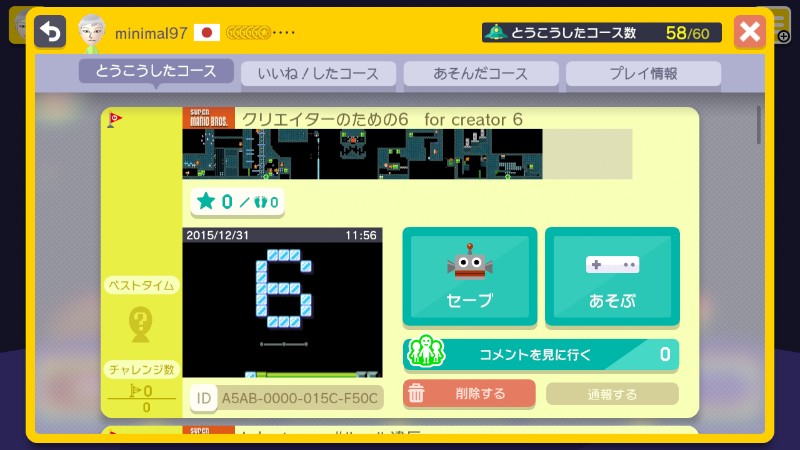 minimal97
とうこうしたコース数 58/60
とうこうしたコース
いいね！したコース
あそんだコース
プレイ情報
SUPER
MARIO BROS.
クリエイターのための6 for creator 6
0 / 0
2015/12/31 11:56
6
ベストタイム
?
チャレンジ数
0
0
セーブ
あそぶ
コメントを見に行く 0
ID A5AB-0000-015C-F50C
削除する
通報する
SUPER